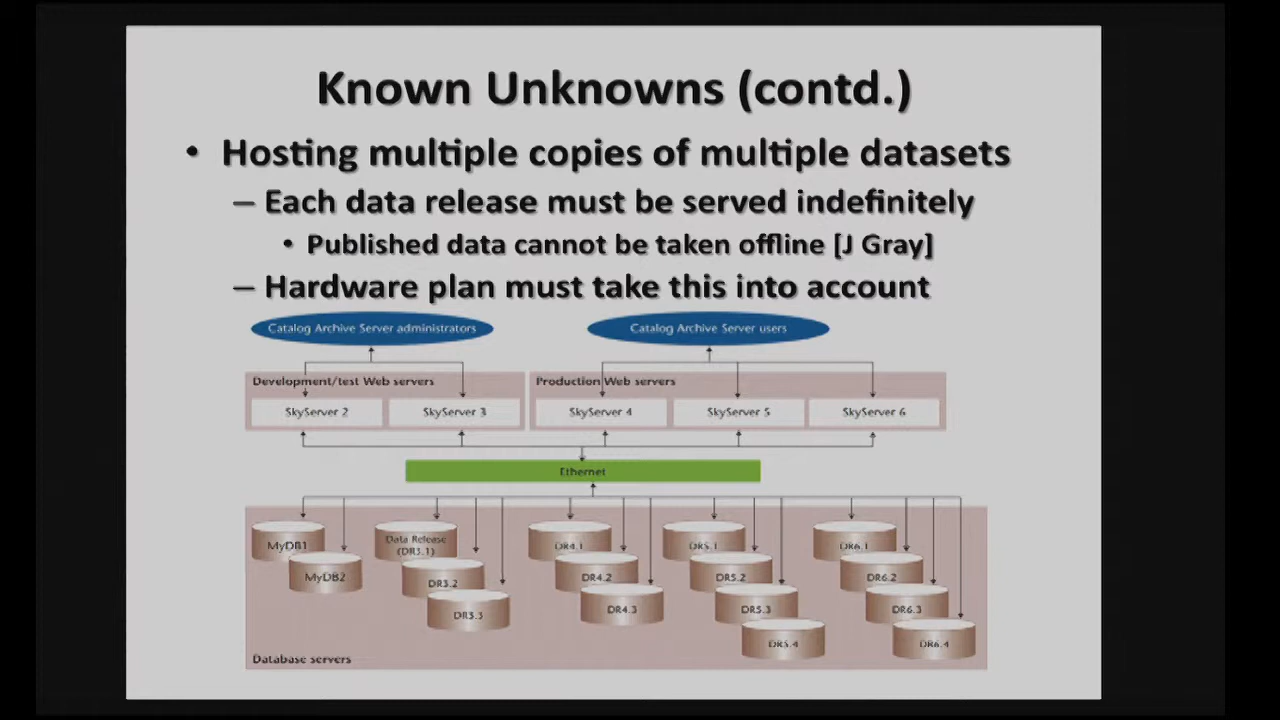 Known Unknowns (contd.)
• Hosting multiple copies of multiple datasets
– Each data release must be served indefinitely
• Published data cannot be taken offline [J Gray]
– Hardware plan must take this into account
Catalog Archive Server administrators
Catalog Archive Server users
Development/test Web servers
Production Web servers
SkyServer 2
SkyServer 3
SkyServer 4
SkyServer 5
SkyServer 6
Ethernet
MyDB1
MyDB2
Data Release
(DR3.1)
DR3.2
DR3.3
DR4.1
DR4.2
DR4.3
DR5.1
DR5.2
DR5.3
DR5.4
DR6.1
DR6.2
DR6.3
DR6.4
Database servers